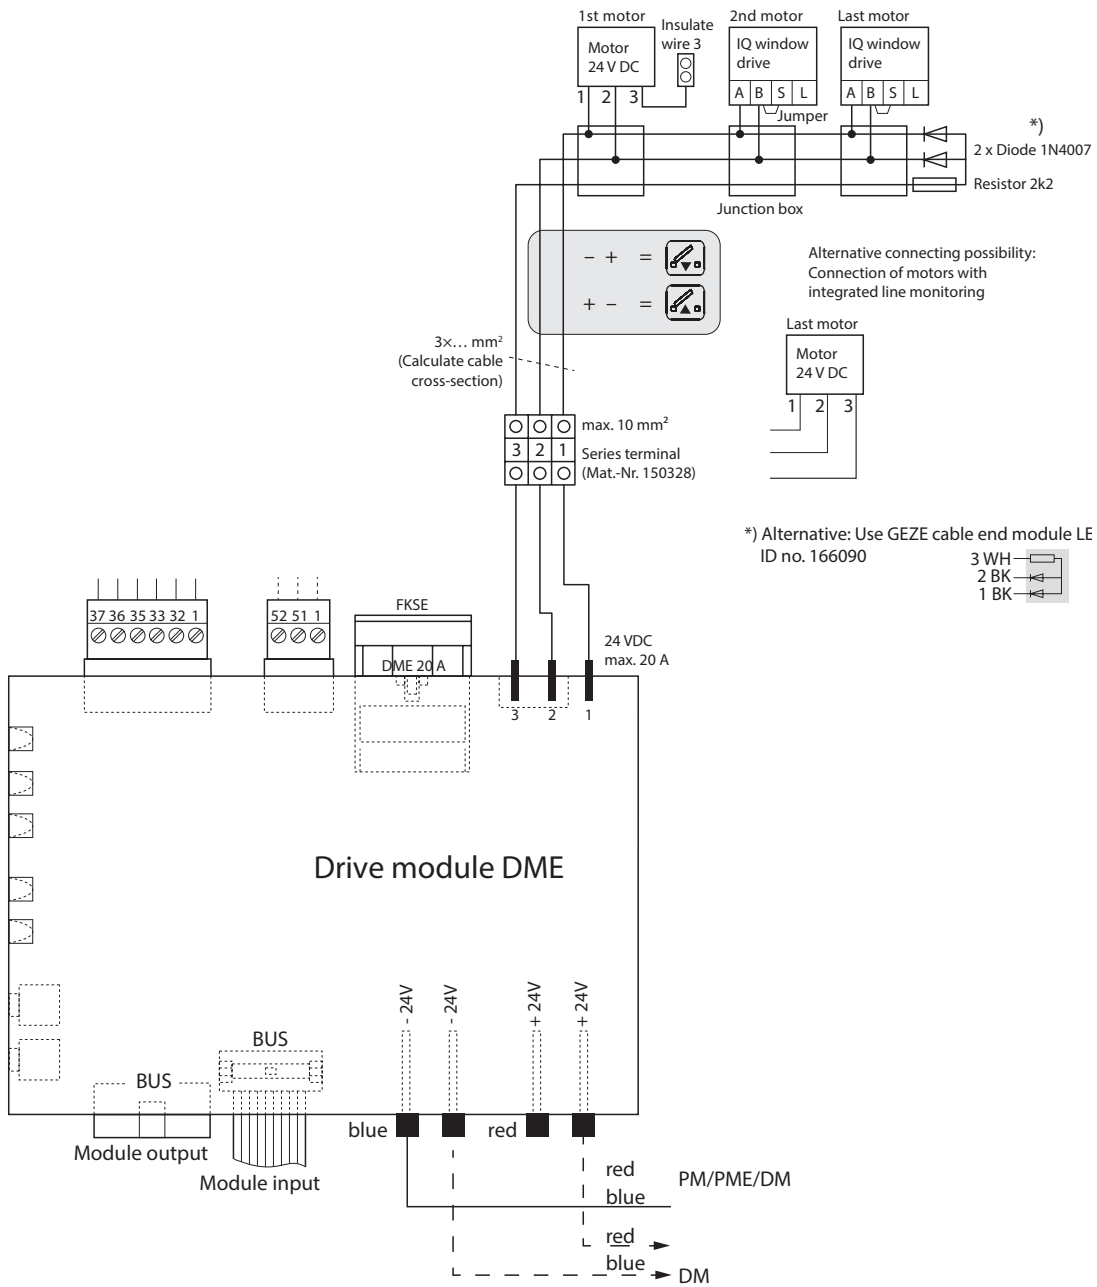 1st motor
Insulate
wire 3
2nd motor
Last motor
Motor
24 V DC
IQ window
drive
IQ window
drive
1 2 3
A B S L
A B S L
Jumper
*)
2 x Diode 1N4007
Resistor 2k2
Junction box
– + =
+ – =
Alternative connecting possibility:
Connection of motors with
integrated line monitoring
Last motor
Motor
24 V DC
1 2 3
3×… mm²
(Calculate cable
cross-section)
max. 10 mm²
3 2 1
Series terminal
(Mat.-Nr. 150328)
*) Alternative: Use GEZE cable end module LE
ID no. 166090
3 WH
2 BK
1 BK
37 36 35 33 32 1
52 51 1
FKSE
DME 20 A
24 VDC
max. 20 A
3 2 1
Drive module DME
- 24V
- 24V
+ 24V
+ 24V
BUS
BUS
Module output
Module input
blue
red
red
blue
PM/PME/DM
red
blue
DM